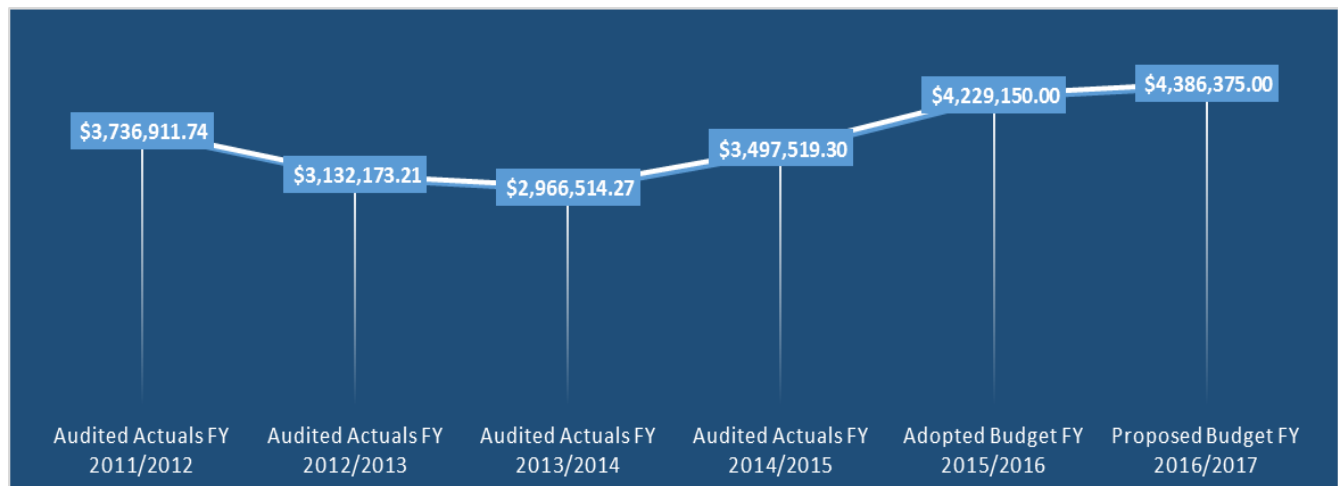 $3,736,911.74
$3,132,173.21
$2,966,514.27
$3,497,519.30
$4,229,150.00
$4,386,375.00
Audited Actuals FY
2011/2012
Audited Actuals FY
2012/2013
Audited Actuals FY
2013/2014
Audited Actuals FY
2014/2015
Adopted Budget FY
2015/2016
Proposed Budget FY
2016/2017